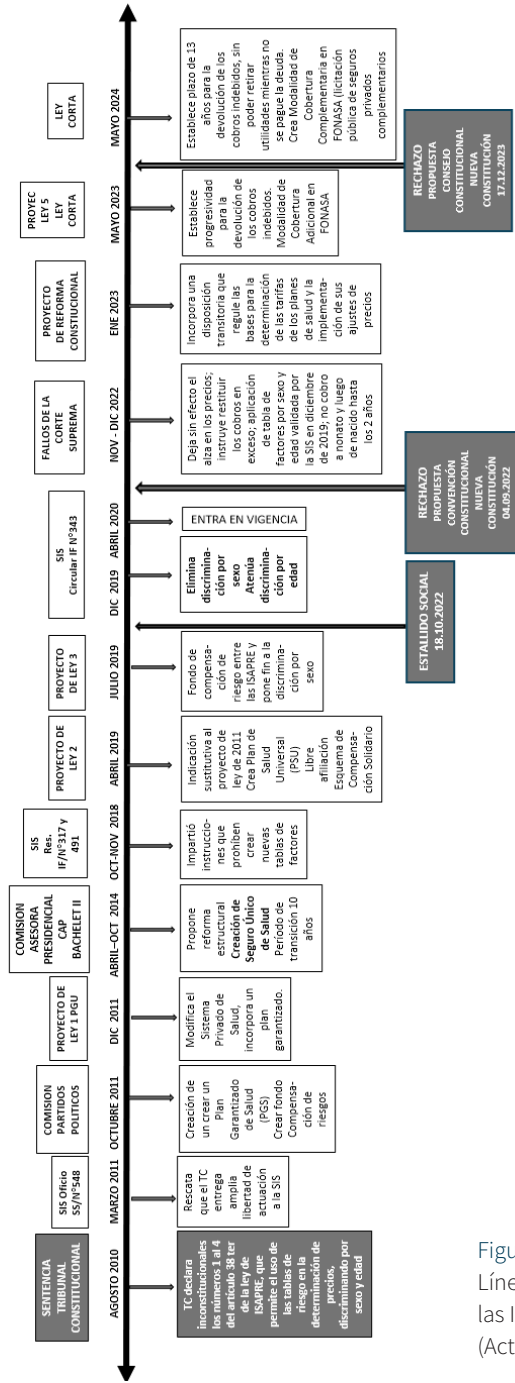 SENTENCIA
TRIBUNAL
CONSTITUCIONAL
AGOSTO 2010
TC declara
inconstitucionales
los números 1 al 4
del artículo 38 ter
de la ley de
ISAPRE, que
permite el uso de
las tablas de
riesgo en la
determinación de
precios,
discriminando por
sexo y edad
SIS Oficio
SS/N°548
MARZO 2011
Rescata
que el TC
entrega
amplia
libertad de
actuación
a la SIS
COMISION
PARTIDOS
POLITICOS
OCTUBRE 2011
Creación de
un crear un
Plan
Garantizado
de Salud
(PGS)
Crear fondo
Compensa-
ción de
riesgos
PROYECTO DE
LEY 1 PGU
DIC 2011
Modifica el
Sistema
Privado de
Salud,
incorpora un
plan
garantizado.
COMISION
ASESORA
PRESIDENCIAL
CAP
BACHELET II
ABRIL–OCT 2014
Propone
reforma
estructural
Creación de
Seguro Único
de Salud
Período de
transición 10
años
SIS
Res.
IF/N°317 y
491
OCT-NOV 2018
Impartió
instruccio-
nes que
prohiben
crear
nuevas
tablas de
factores
PROYECTO DE
LEY 2
ABRIL 2019
Indicación
sustitutiva al
proyecto de
ley de 2011
Crea Plan de
Salud
Universal
(PSU)
Libre
afiliación
Esquema de
Compensa-
ción Solidario
PROYECTO DE
LEY 3
JULIO 2019
Fondo de
compensa-
ción de
riesgo entre
las ISAPRE y
pone fin a la
discrimina-
ción por
sexo
ESTALLIDO SOCIAL
18.10.2022
SIS
Circular IF N°343
DIC 2019
Elimina
discrimina-
ción por
sexo
Atenúa
discrimina-
ción por
edad
ABRIL 2020
ENTRA EN VIGENCIA
RECHAZO
PROPUESTA
CONVENCIÓN
CONSTITUCIONAL
NUEVA
CONSTITUCIÓN
04.09.2022
FALLOS DE LA
CORTE
SUPREMA
NOV - DIC 2022
Deja sin efecto el
alza en los precios;
instruye restituir
los cobros en
exceso; aplicación
de tabla de
factores por sexo y
edad validada por
la SIS en diciembre
de 2019; no cobro
a nonato y luego
de nacido hasta
los 2 años
PROYECTO
DE REFORMA
CONSTITUCIONAL
ENE 2023
Incorpora una
disposición
transitoria que
regule las
bases para la
determinación
de las tarifas
de los planes
de salud y la
implementa-
ción de sus
ajustes de
precios
PROYEC
LEY 5
LEY
CORTA
MAYO 2023
Establece
progresividad
para la
devolución de
los cobros
indebidos.
Modalidad de
Cobertura
Adicional en
FONASA
RECHAZO
PROPUESTA
CONSEJO
CONSTITUCIONAL
NUEVA
CONSTITUCIÓN
17.12.2023
LEY
CORTA
MAYO 2024
Establece plazo de 13
años para la
devolución de los
cobros indebidos, sin
poder retirar
utilidades mientras no
se pague la deuda.
Crea Modalidad de
Cobertura
Complementaria en
FONASA (licitación
pública de seguros
privados
complementarios
Figu
Líne
las I
(Act